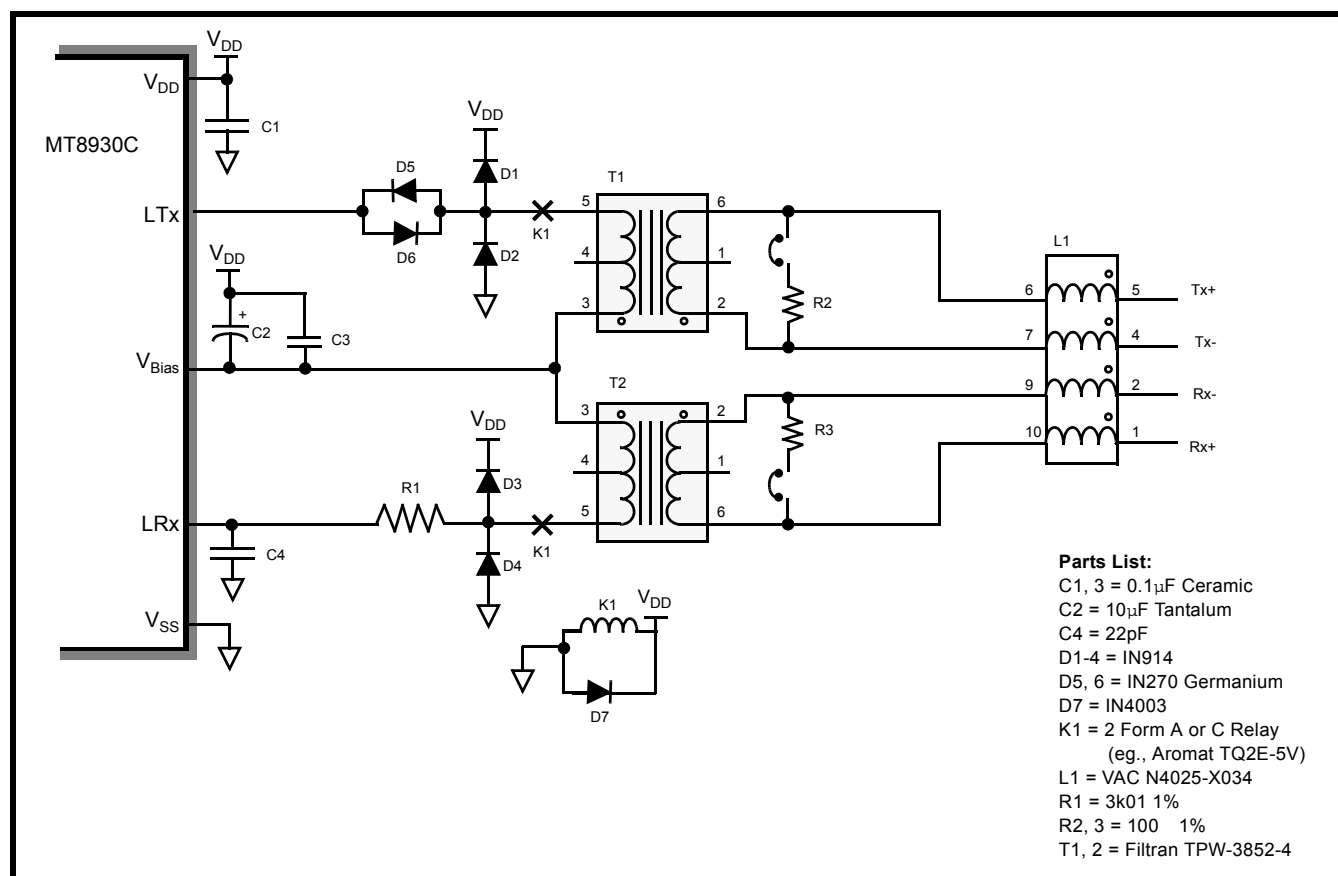 VDD
VDD
C1
MT8930C
VDD
D5
D1
T1
LTx
5
6
K1
L1
D6
D2
4
1
VDD
6
5
Tx+
3
2
R2
+
C2
C3
7
4
Tx-
VBias
T2
9
2
Rx-
3
2
VDD
R3
10
1
Rx+
D3
4
1
R1
LRx
5
6
K1
C4
D4
VSS
K1
VDD
D7
Parts List:
C1, 3 = 0.1µF Ceramic
C2 = 10µF Tantalum
C4 = 22pF
D1-4 = IN914
D5, 6 = IN270 Germanium
D7 = IN4003
K1 = 2 Form A or C Relay
(eg., Aromat TQ2E-5V)
L1 = VAC N4025-X034
R1 = 3k01 1%
R2, 3 = 100 1%
T1, 2 = Filtran TPW-3852-4